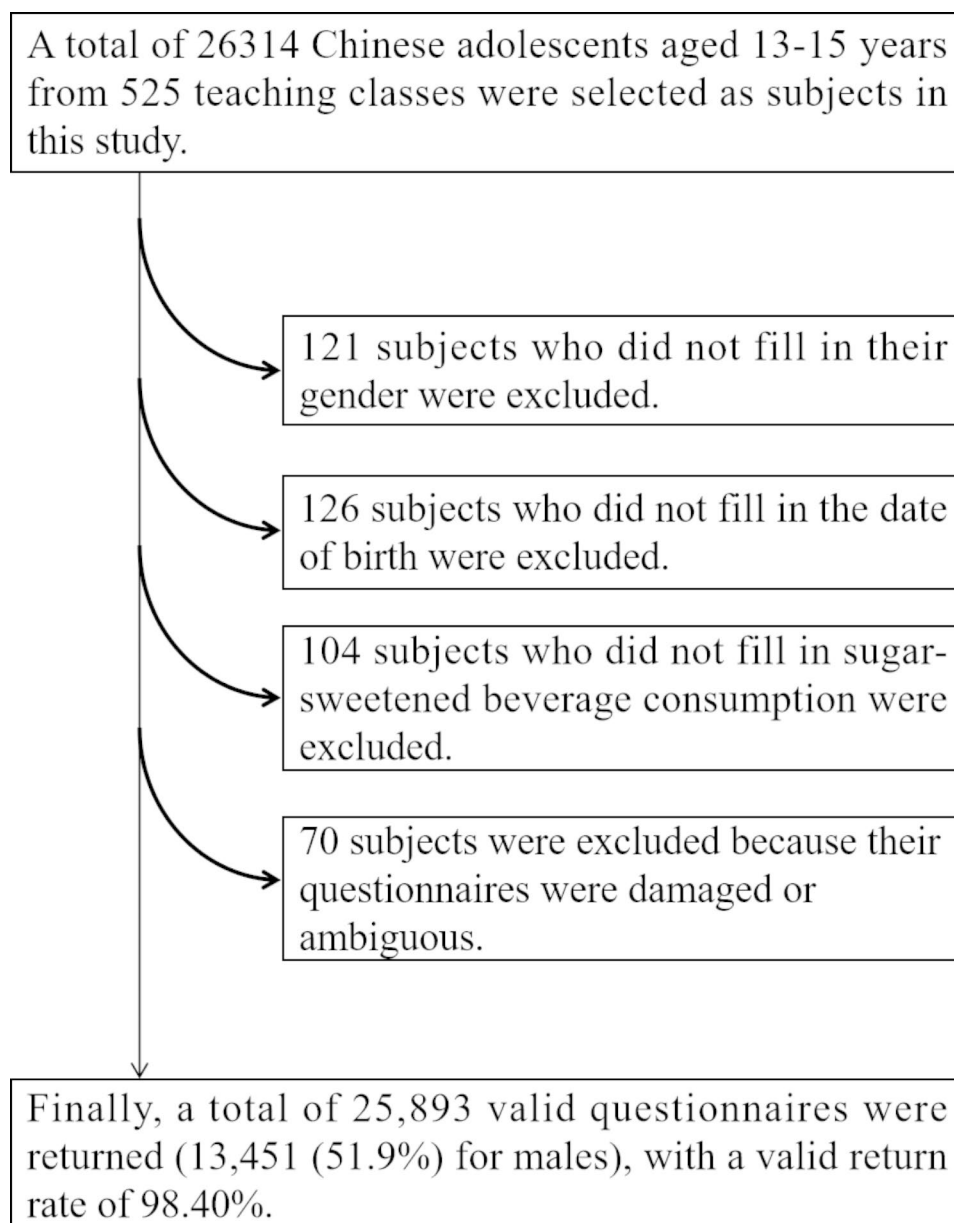 A total of 26314 Chinese adolescents aged 13-15 years
from 525 teaching classes were selected as subjects in
this study.
121 subjects who did not fill in their
gender were excluded.
126 subjects who did not fill in the date
of birth were excluded.
104 subjects who did not fill in sugar-
sweetened beverage consumption were
excluded.
70 subjects were excluded because their
questionnaires were damaged or
ambiguous.
Finally, a total of 25,893 valid questionnaires were
returned (13,451 (51.9%) for males), with a valid return
rate of 98.40%.